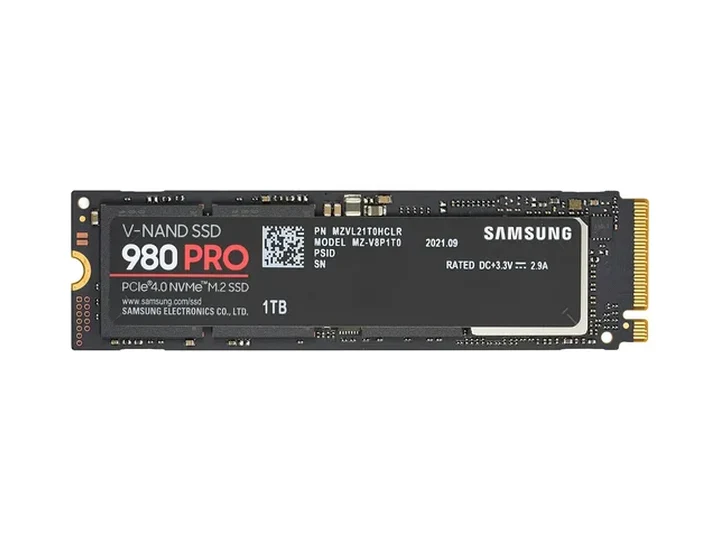 V-NAND SSD
980 PRO
PCIe®4.0 NVMe™M.2 SSD
www.samsung.com/ssd
SAMSUNG ELECTRONICS CO., LTD.
PN MZVL21T0HCLR
MODEL MZ-V8P1T0
PSID
SN
1TB
2021.09
SAMSUNG
RATED DC+3.3V⎓ 2.9A